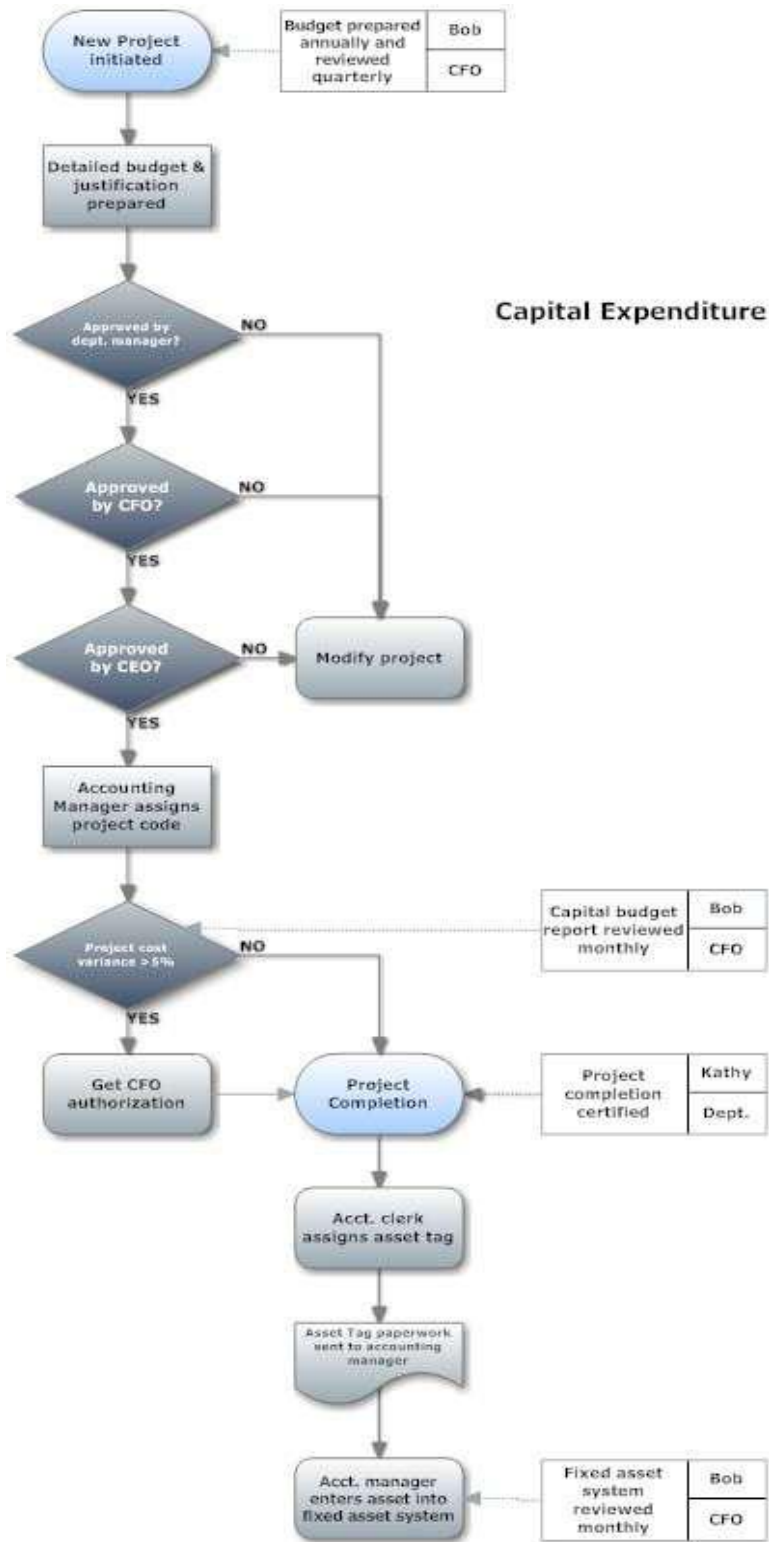 New Project
initiated
Budget prepared
annually and
reviewed
quarterly
Bob
CFO
Detailed budget &
justification
prepared
Capital Expenditure
Approved by
dept. manager?
NO
YES
Approved
by CFO?
NO
YES
Approved
by CEO?
NO
Modify project
YES
Accounting
Manager assigns
project code
Capital budget
report reviewed
monthly
Bob
CFO
Project cost
variance >5%
NO
YES
Get CFO
authorization
Project
Completion
Project
completion
certified
Kathy
Dept.
Acct. clerk
assigns asset tag
Asset Tag paperwork
sent to accounting
manager
Acct. manager
enters asset into
fixed asset system
Fixed asset
system
reviewed
monthly
Bob
CFO